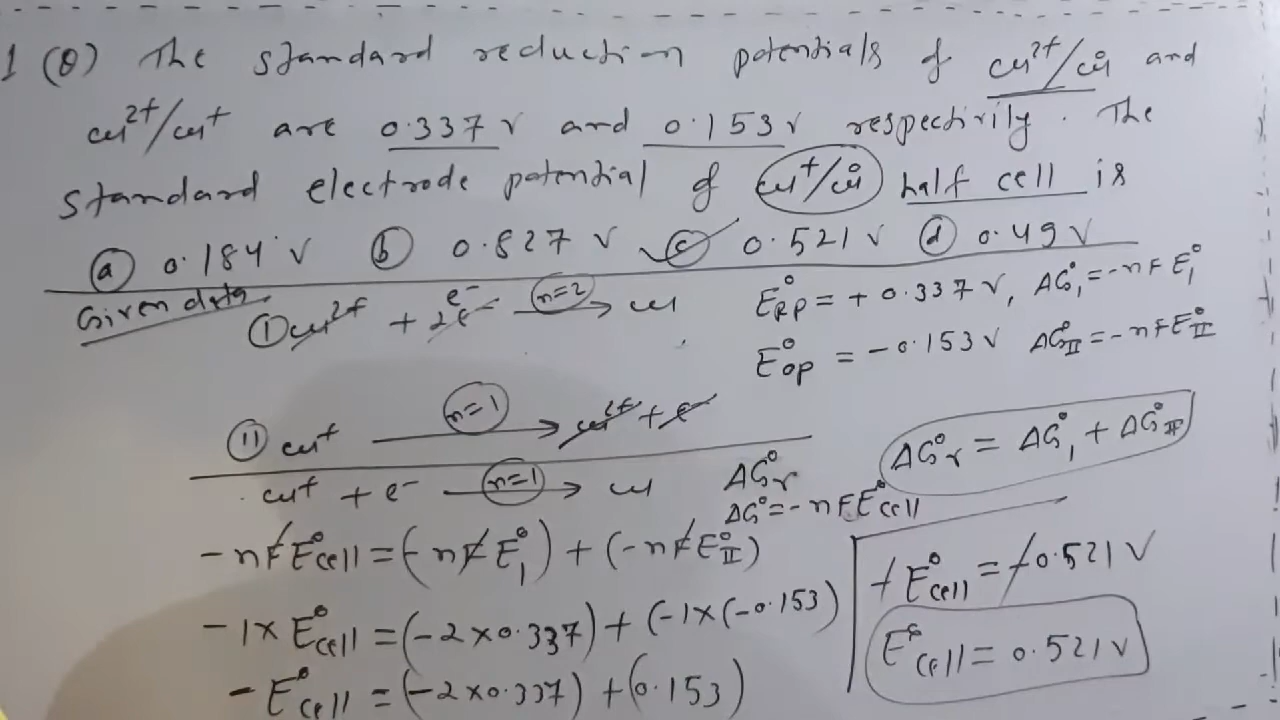 1 (Q) The standard reduction potentials of Cu²⁺/Cu° and
Cu²⁺/Cu⁺ are 0.337 V and 0.153 V respectivily. The
standard electrode potential of Cu⁺/Cu° half cell is
(a) 0.184 V (b) 0.827 V ✓(c) 0.521 V (d) 0.49 V
Given data.
(I) Cu²⁺ + 2e⁻ e⁻ (n=2) → Cu E°RP = + 0.337 V, ΔG°₁ = -nFE°₁
E°OP = -0.153 V ΔG°II = -nFE°II
(II) Cu⁺ (n=1) → Cu²⁺ + e⁻
Cu⁺ + e⁻ (n=1) → Cu ΔG°r ΔG°r = ΔG°₁ + ΔG°II
ΔG° = -nFE°cell
-nFE°cell = (-nFE°₁) + (-nFE°II)
-1×E°cell = (-2×0.337) + (-1×(-0.153)
-E°cell = (-2×0.337) + (0.153)
+E°cell = +0.521 V
E°cell = 0.521 V